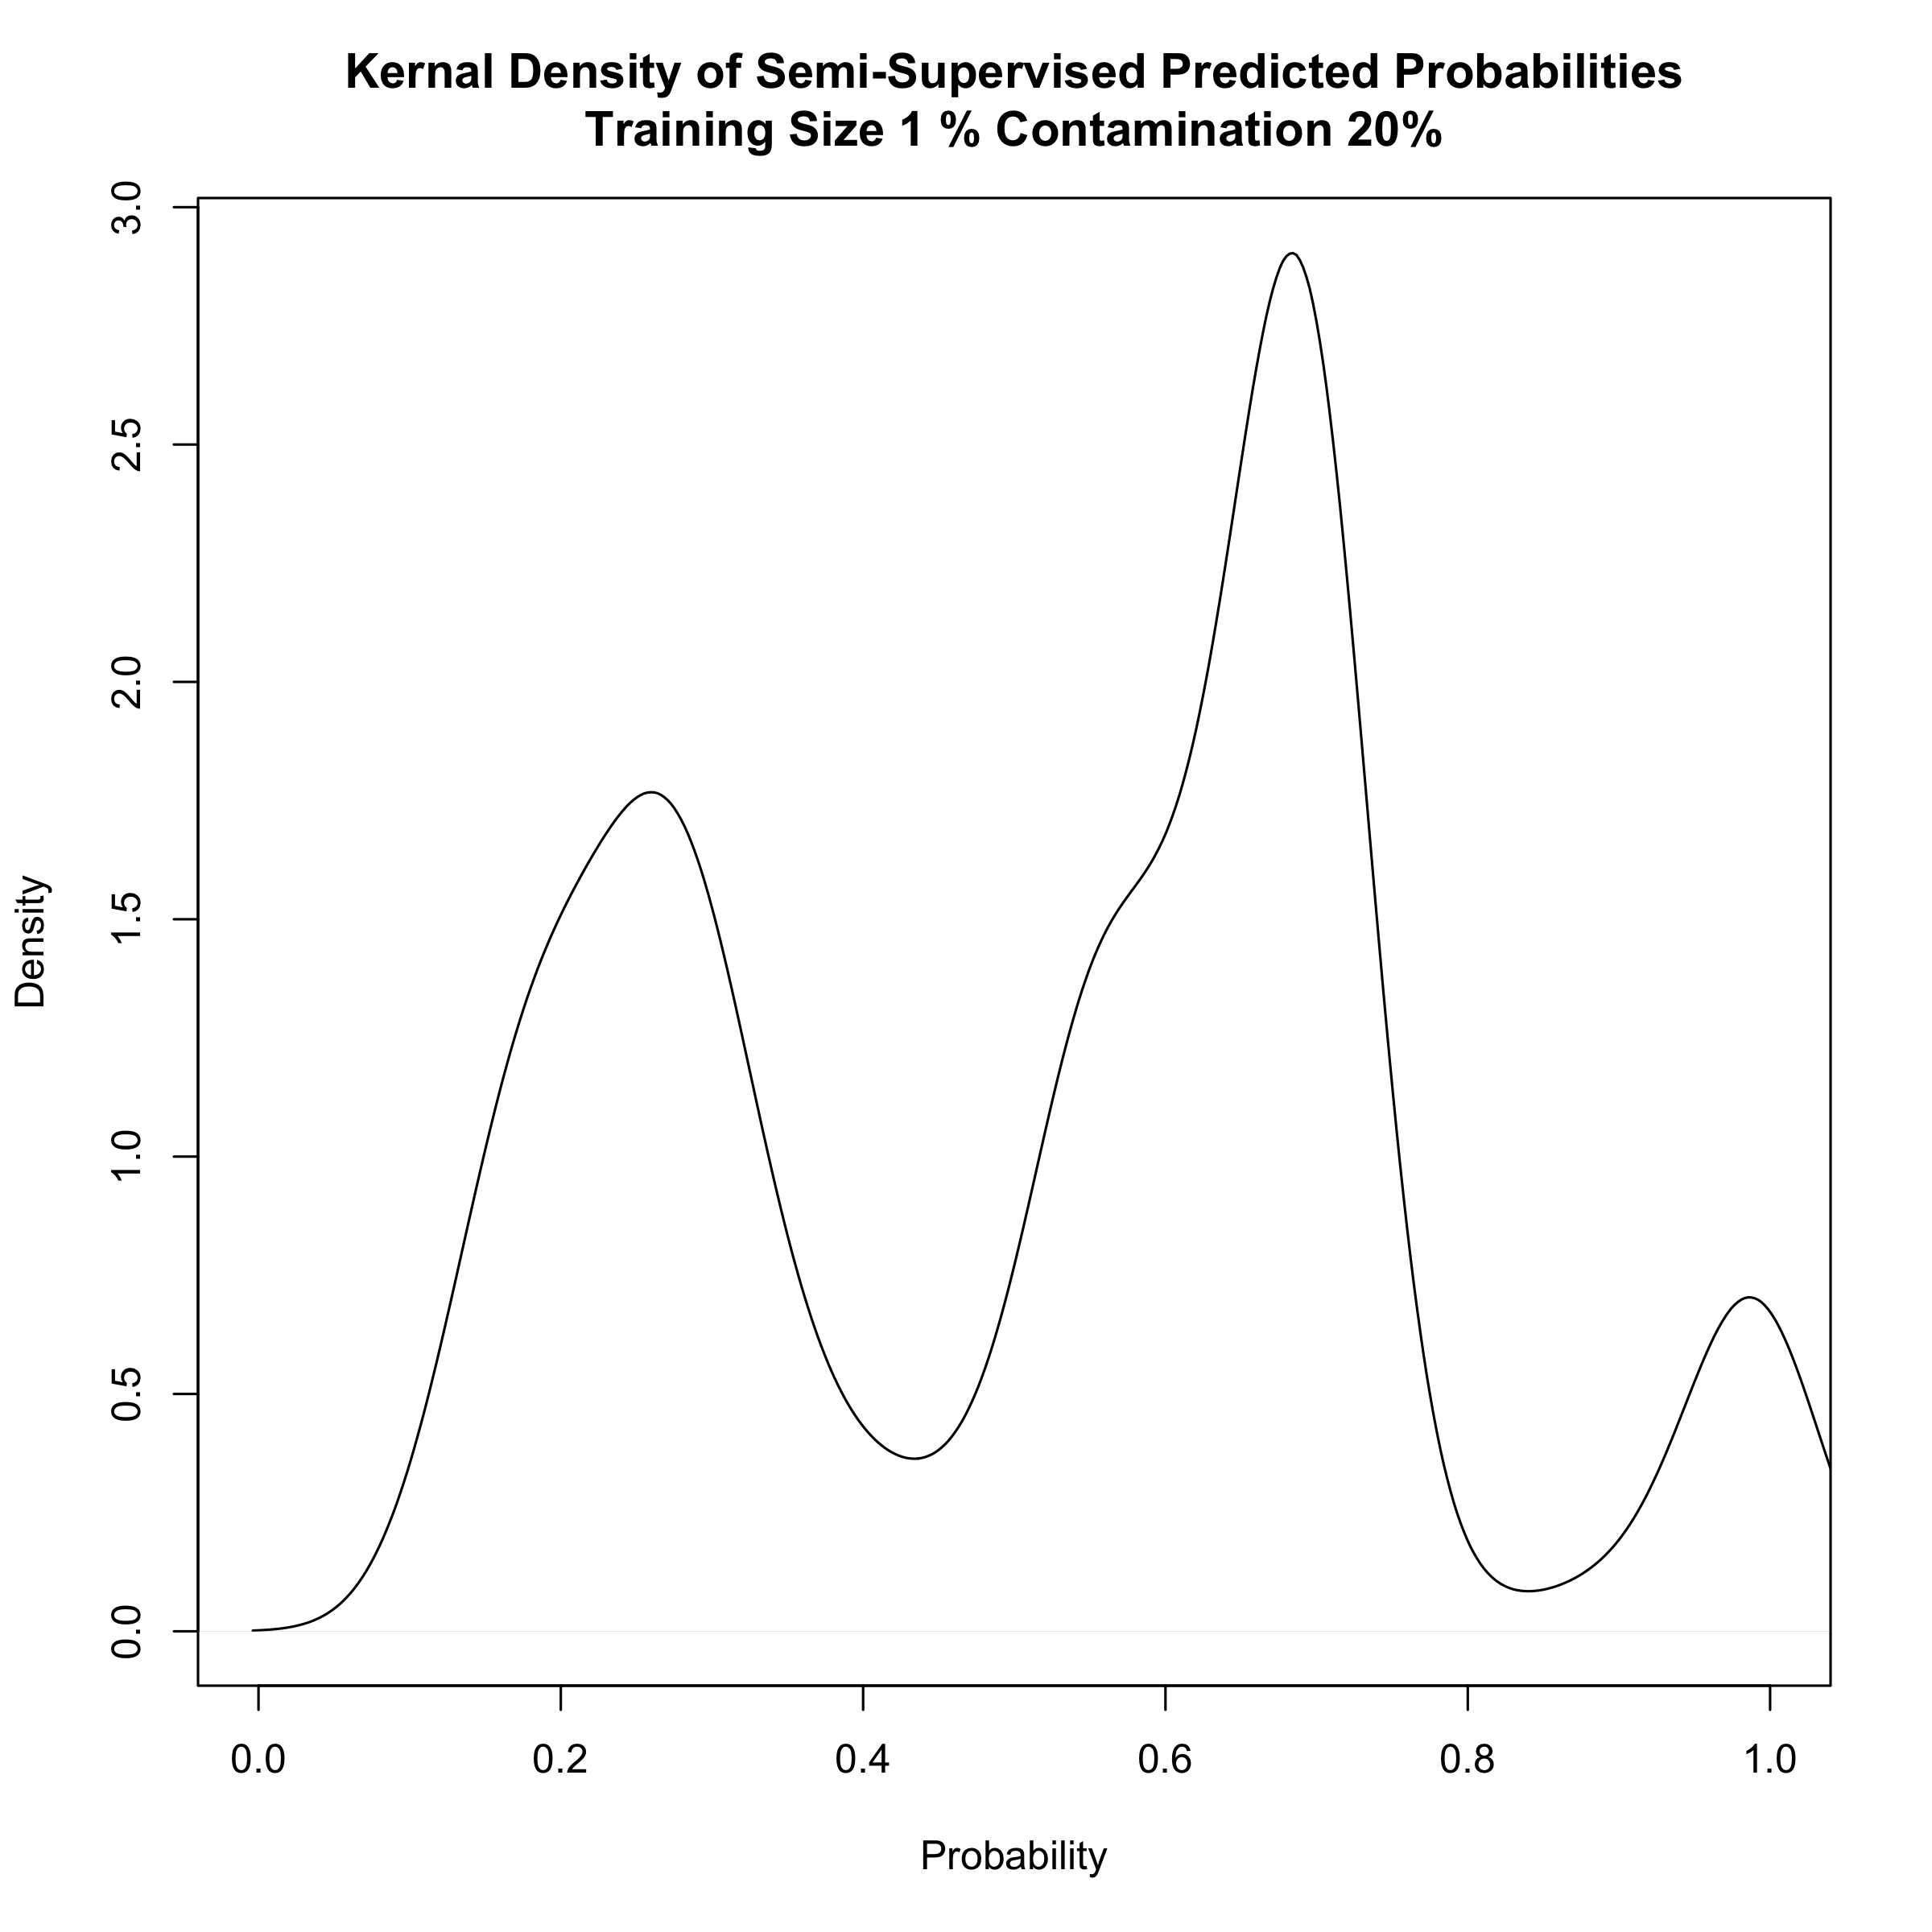 Kernal Density of Semi-Supervised Predicted Probabilities
Training Size 1 % Contamination 20%
3.0
2.5
2.0
1.5
1.0
0.5
0.0
Density
0.0 0.2 0.4 0.6 0.8 1.0
Probability